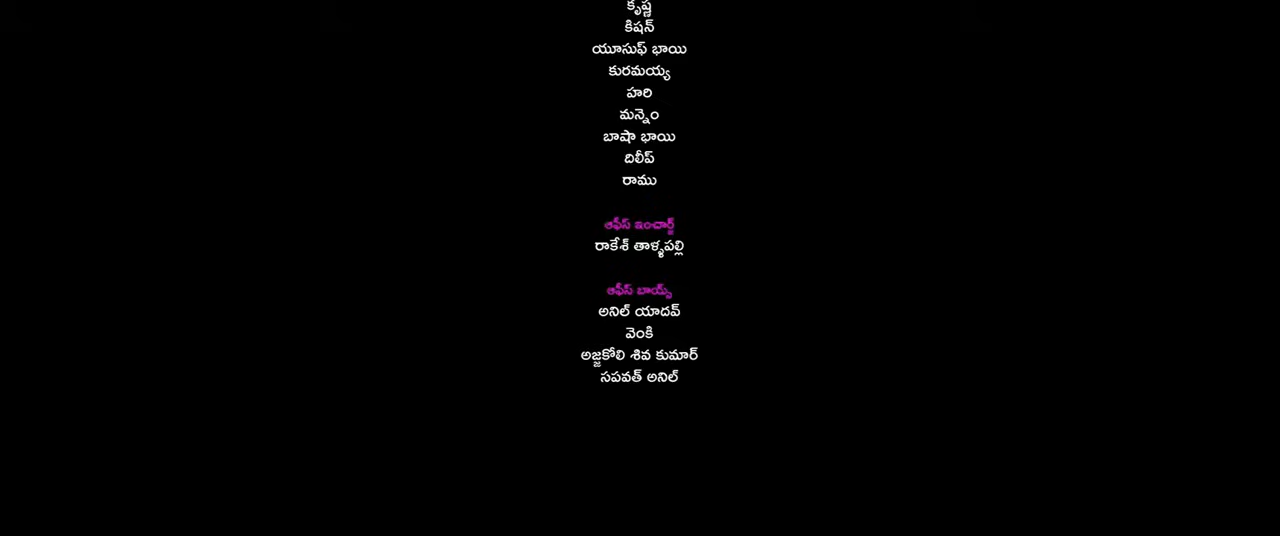 కృష్ణ
కిషన్
యూసుఫ్ భాయి
కురమయ్య
హరి
మన్నెం
బాషా భాయి
దిలీప్
రాము
ఆఫీస్ ఇంచార్జ్
రాకేశ్ తాళ్ళపల్లి
ఆఫీస్ బాయ్స్
అనిల్ యాదవ్
వెంకి
అజ్జకోలి శివ కుమార్
సపవత్ అనిల్